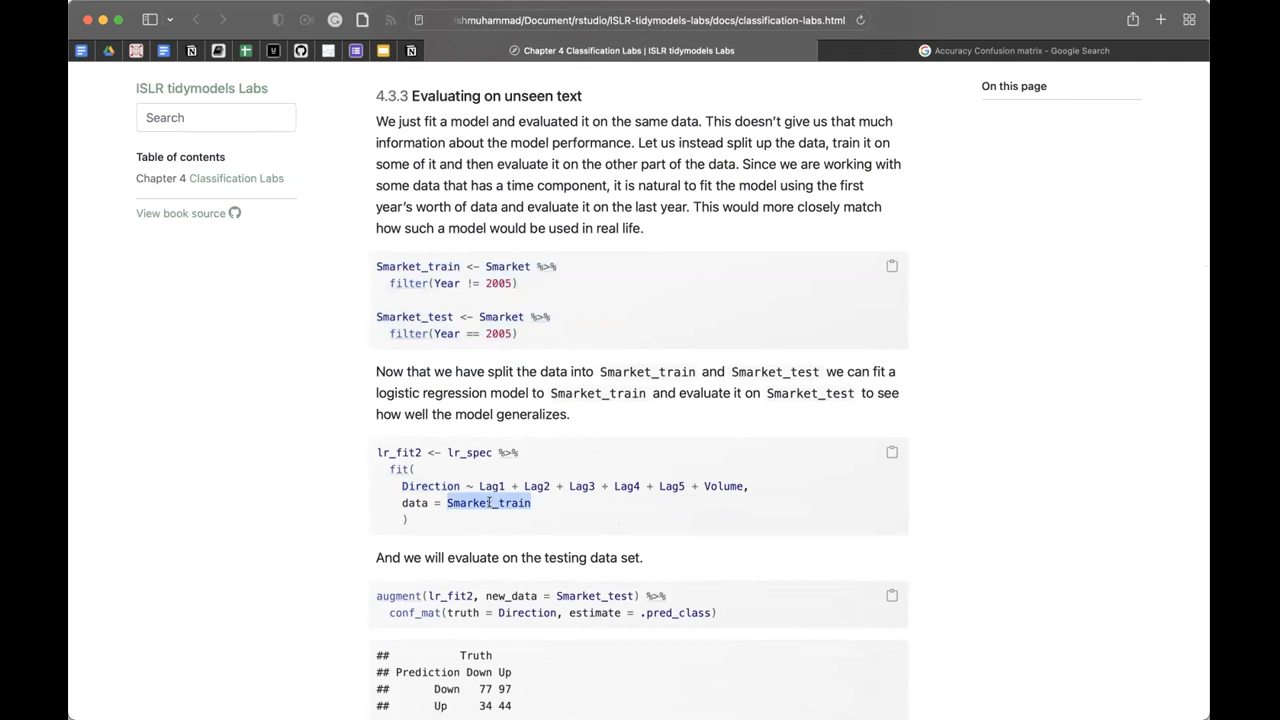 /shmuhammad/Document/rstudio/ISLR-tidymodels-labs/docs/classification-labs.html
Chapter 4 Classification Labs | ISLR tidymodels Labs
Accuracy Confusion matrix - Google Search
ISLR tidymodels Labs
Search
Table of contents
Chapter 4 Classification Labs
View book source
4.3.3 Evaluating on unseen text
We just fit a model and evaluated it on the same data. This doesn't give us that much
information about the model performance. Let us instead split up the data, train it on
some of it and then evaluate it on the other part of the data. Since we are working with
some data that has a time component, it is natural to fit the model using the first
year's worth of data and evaluate it on the last year. This would more closely match
how such a model would be used in real life.
Smarket_train <- Smarket %>%
filter(Year != 2005)
Smarket_test <- Smarket %>%
filter(Year == 2005)
Now that we have split the data into Smarket_train and Smarket_test we can fit a
logistic regression model to Smarket_train and evaluate it on Smarket_test to see
how well the model generalizes.
lr_fit2 <- lr_spec %>%
fit(
Direction ~ Lag1 + Lag2 + Lag3 + Lag4 + Lag5 + Volume,
data = Smarket_train
)
And we will evaluate on the testing data set.
augment(lr_fit2, new_data = Smarket_test) %>%
conf_mat(truth = Direction, estimate = .pred_class)
## Truth
## Prediction Down Up
## Down 77 97
## Up 34 44
On this page